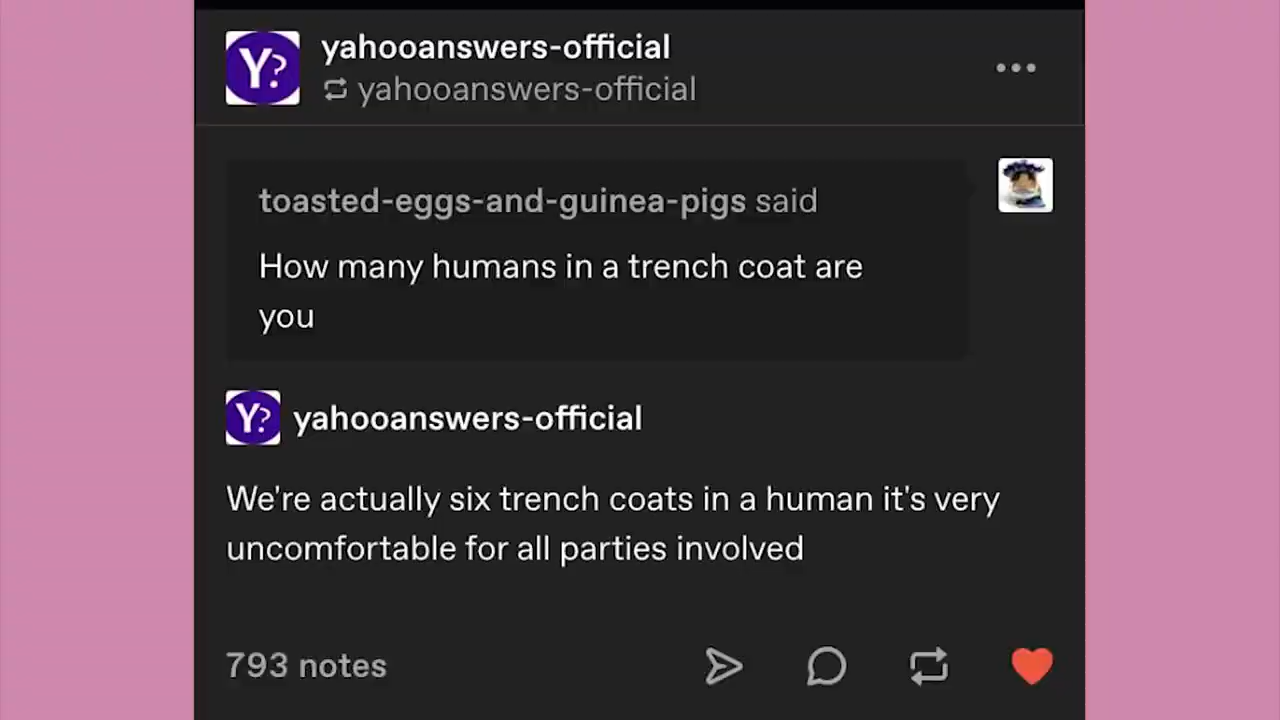 Y? yahooanswers-official
yahooanswers-official
toasted-eggs-and-guinea-pigs said
How many humans in a trench coat are
you
Y? yahooanswers-official
We're actually six trench coats in a human it's very
uncomfortable for all parties involved
793 notes